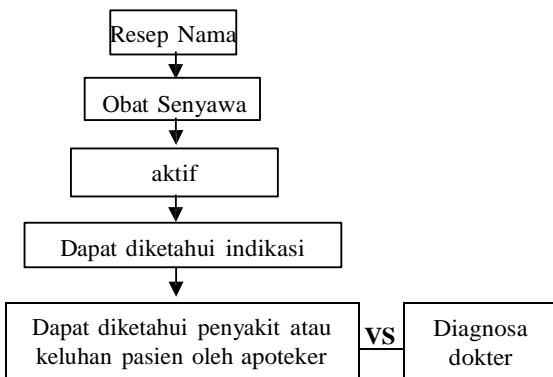 Resep Nama
Obat Senyawa
aktif
Dapat diketahui indikasi
Dapat diketahui penyakit atau
keluhan pasien oleh apoteker
VS
Diagnosa
dokter